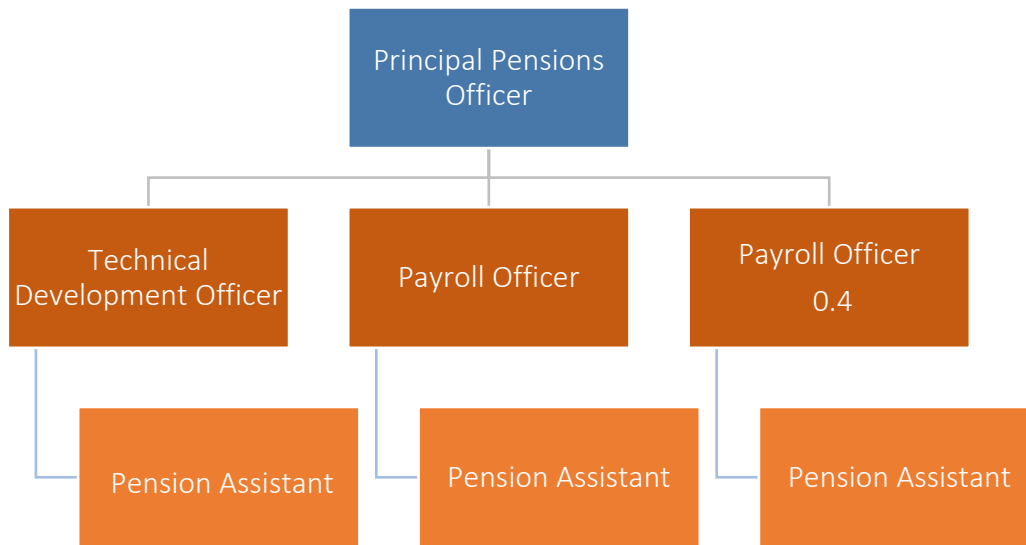 Principal Pensions
Officer
Technical
Development Officer
Payroll Officer
Payroll Officer
0.4
Pension Assistant
Pension Assistant
Pension Assistant